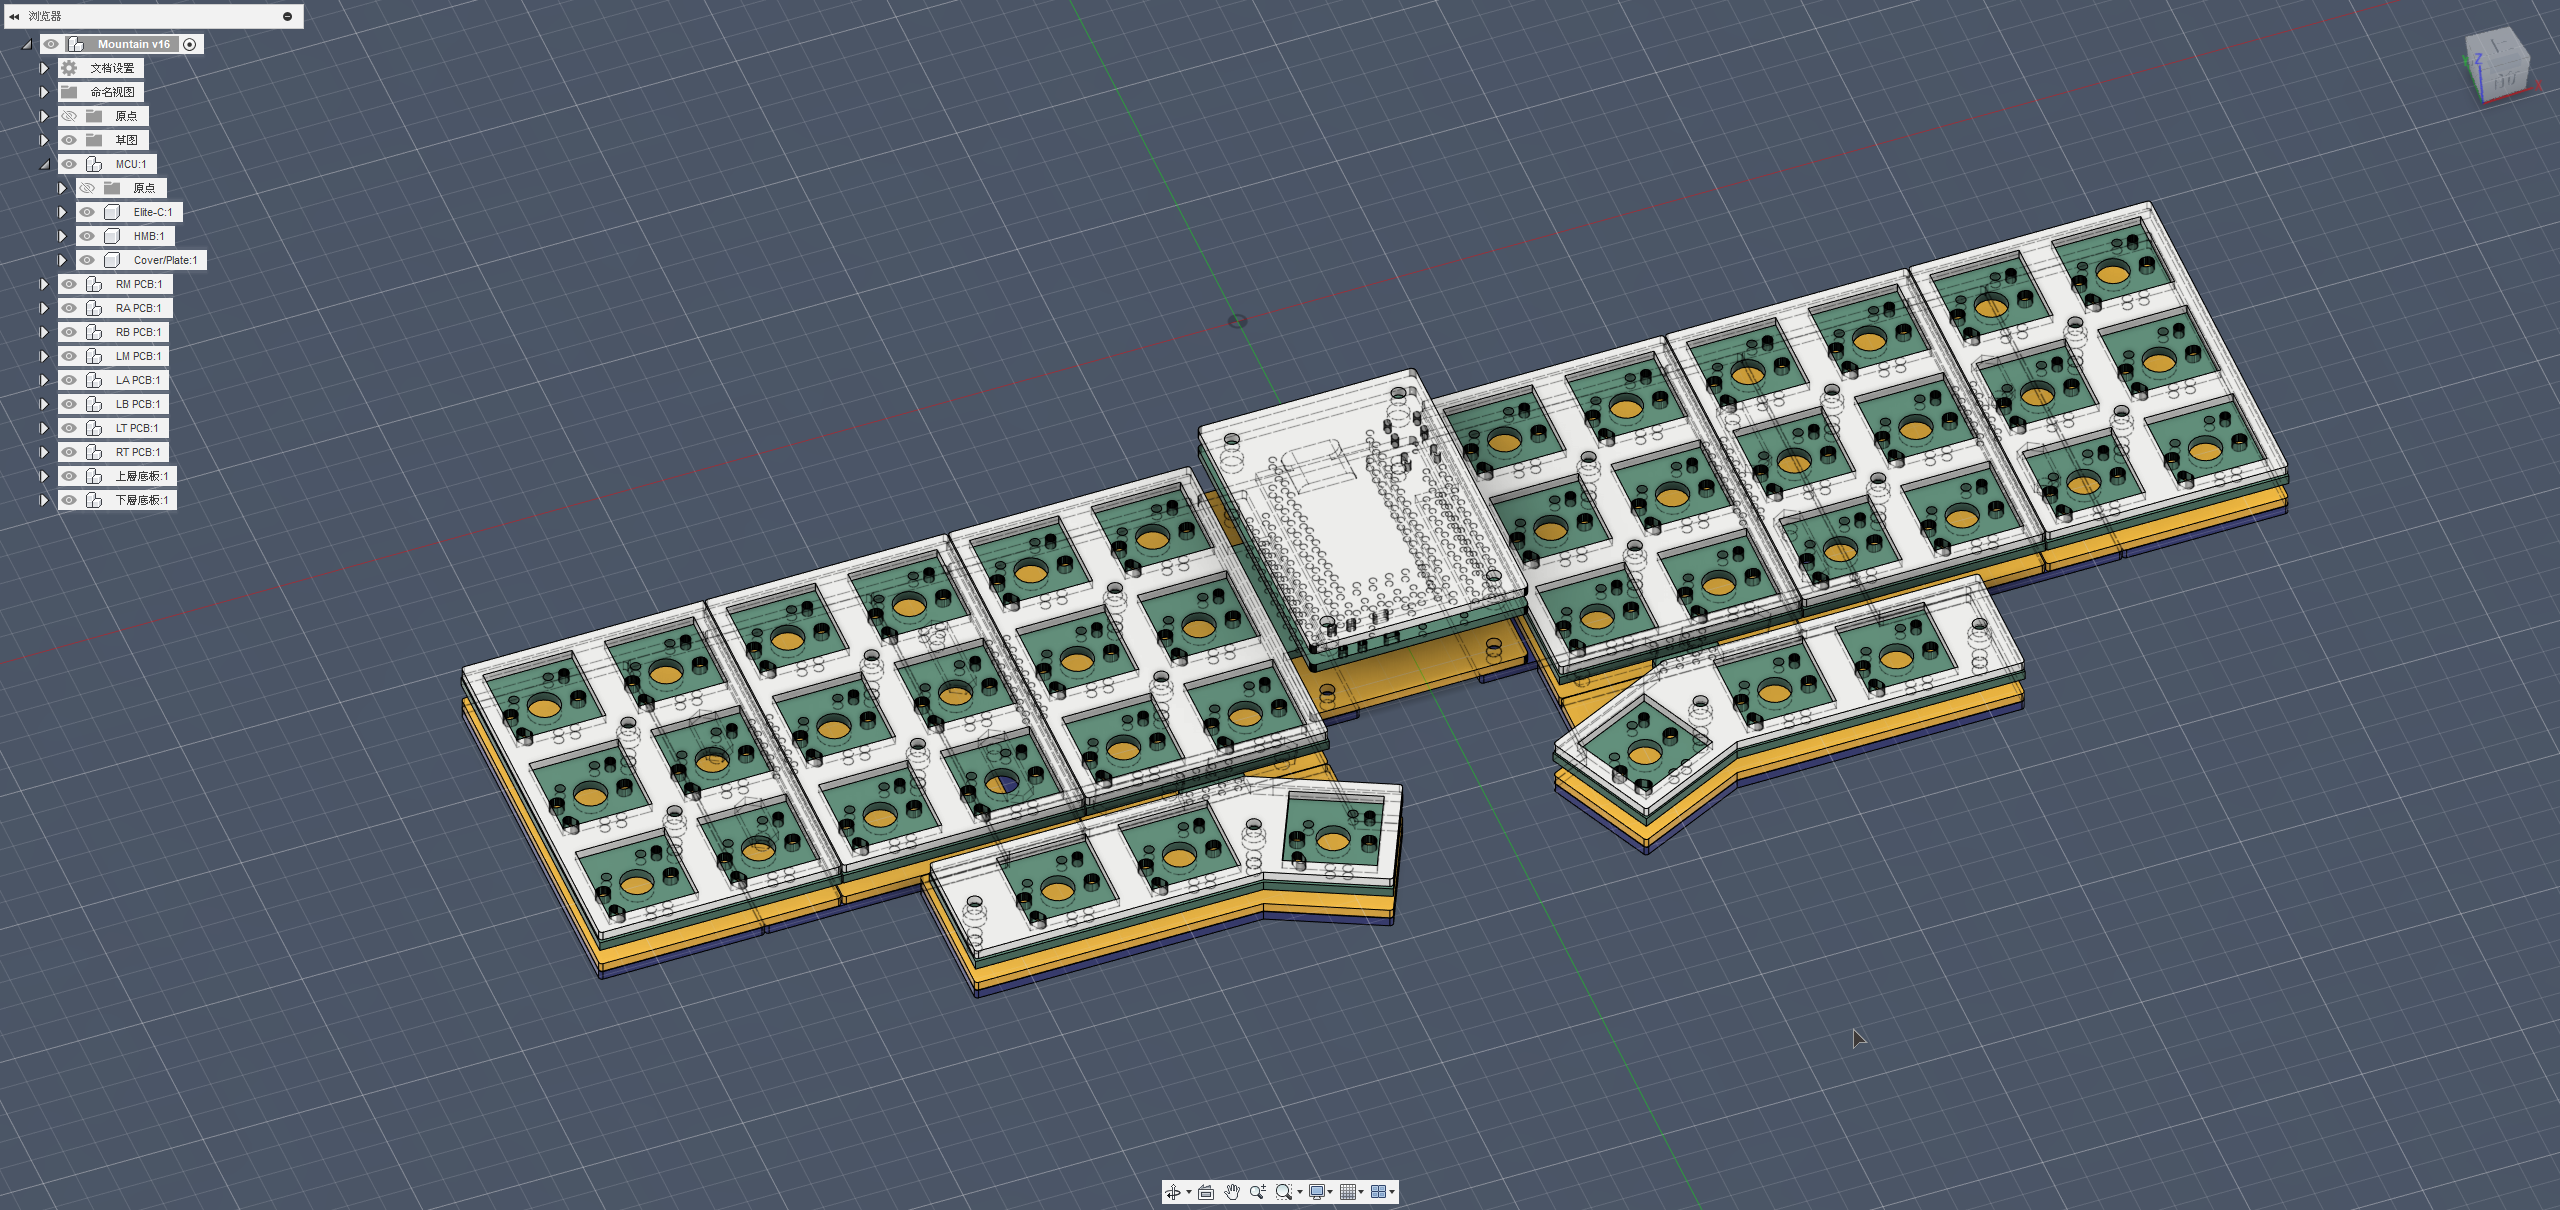 浏览器
Mountain v16
文档设置
命名视图
原点
草图
MCU:1
原点
Elite-C:1
HMB:1
Cover/Plate:1
RM PCB:1
RA PCB:1
RB PCB:1
LM PCB:1
LA PCB:1
LB PCB:1
LT PCB:1
RT PCB:1
上層底板:1
下層底板:1
Z
X